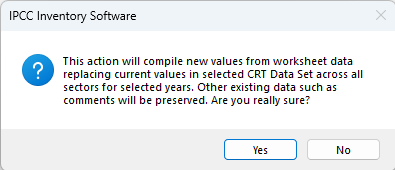 IPCC Inventory Software
This action will compile new values from worksheet data
replacing current values in selected CRT Data Set across all
sectors for selected years. Other existing data such as
comments will be preserved. Are you really sure?
Yes No